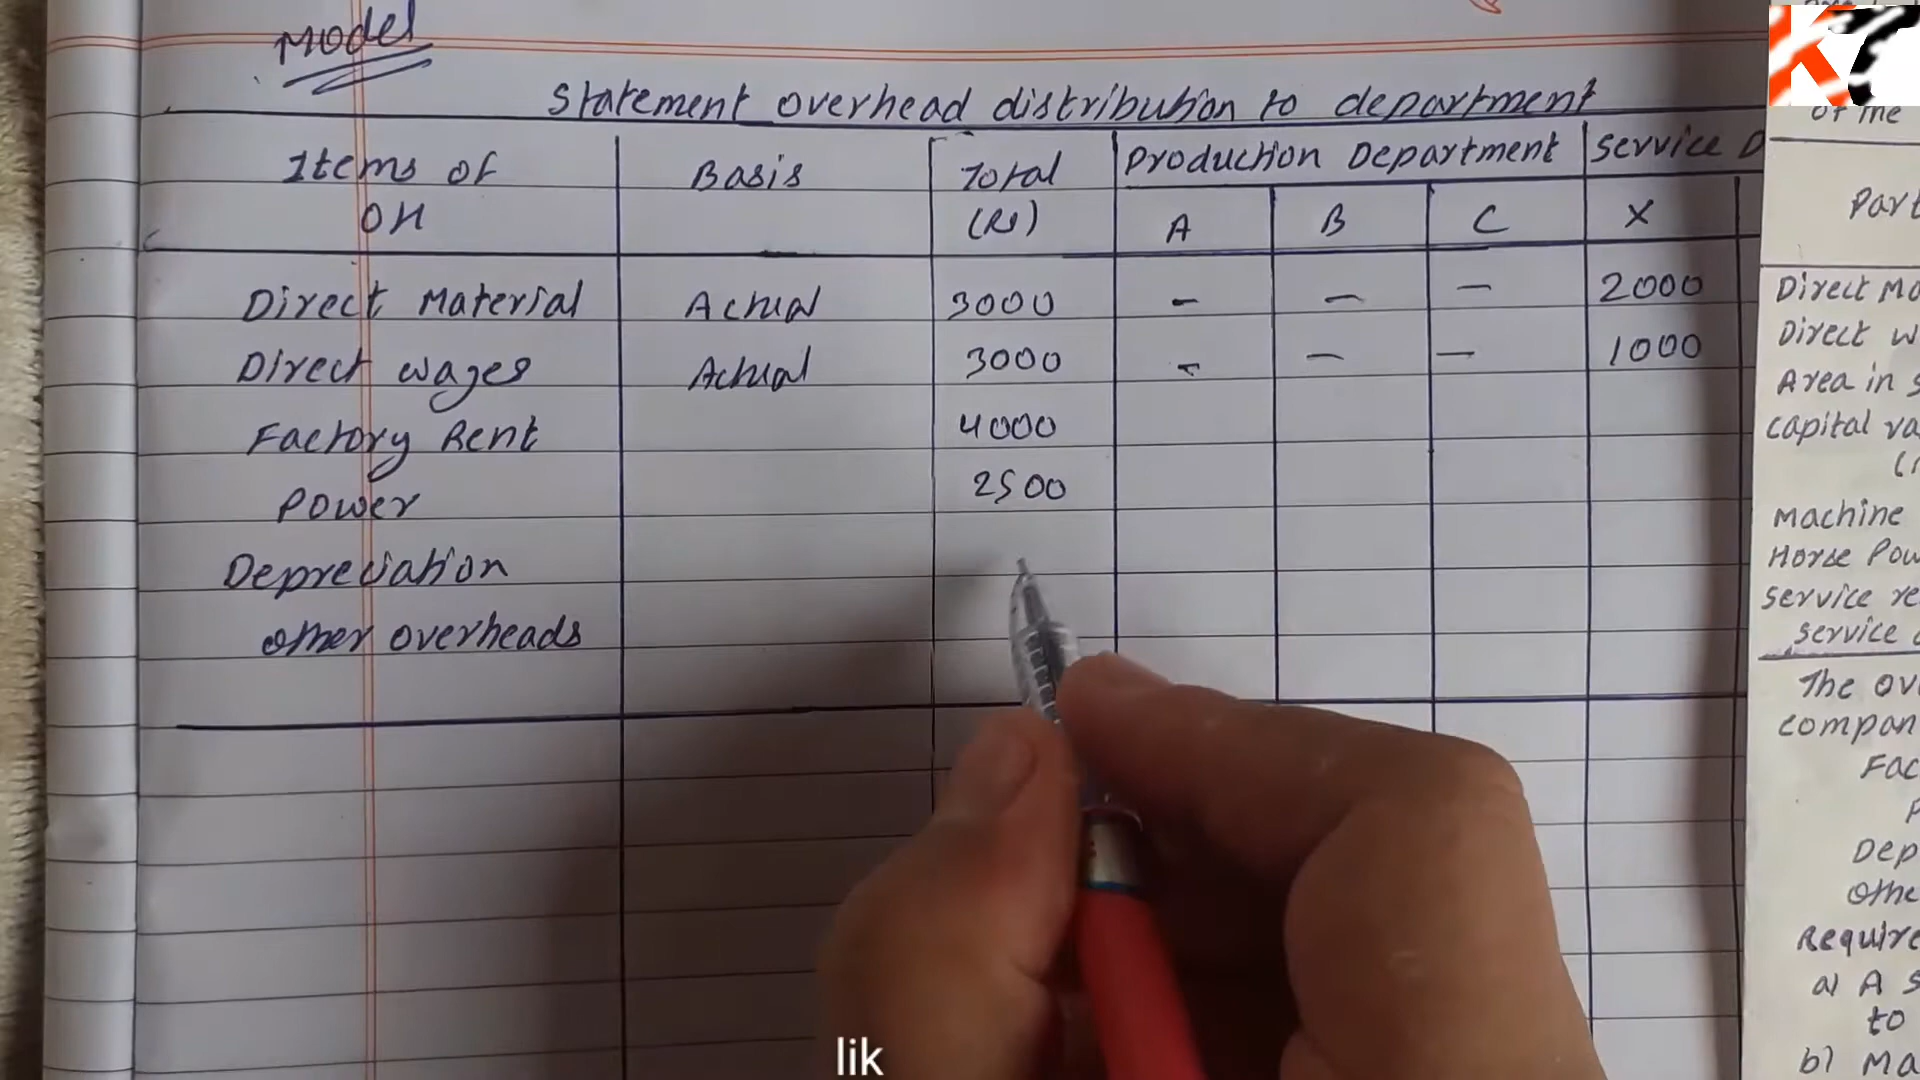 Model
Statement overhead distribution to department
Items of OH Basis Total (Rs) Production Department Service D
A B C X
Direct Material Actual 3000 - - - 2000
Direct wages Actual 3000 - - - 1000
Factory Rent 4000
Power 2500
Depreciation
other overheads
of the
Part
Direct Ma
Direct w
Area in s
capital va
Machine
Horse Pow
service re
service
The ov
compan
Fac
P
Dep
Othe
Require
a) A s
to
b) Ma
lik